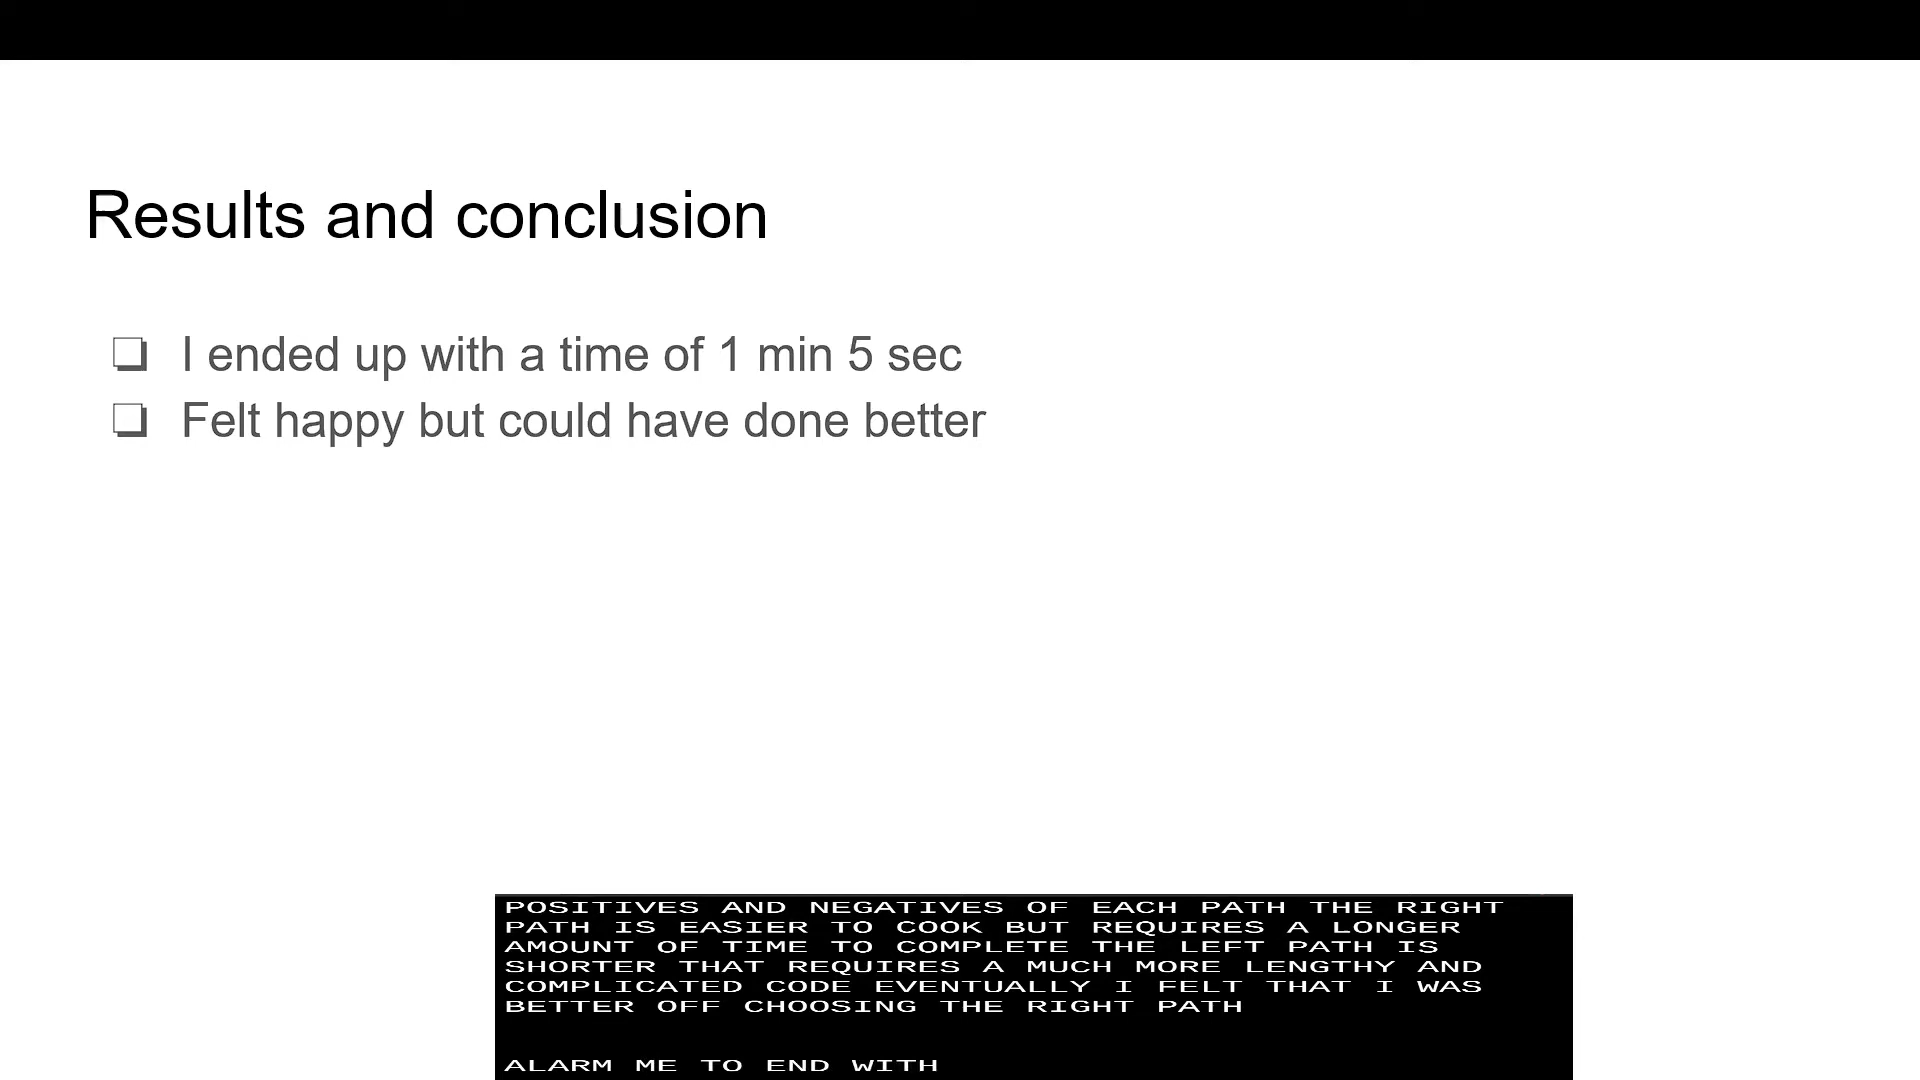 Results and conclusion
❏ I ended up with a time of 1 min 5 sec
❏ Felt happy but could have done better
POSITIVES AND NEGATIVES OF EACH PATH THE RIGHT
PATH IS EASIER TO COOK BUT REQUIRES A LONGER
AMOUNT OF TIME TO COMPLETE THE LEFT PATH IS
SHORTER THAT REQUIRES A MUCH MORE LENGTHY AND
COMPLICATED CODE EVENTUALLY I FELT THAT I WAS
BETTER OFF CHOOSING THE RIGHT PATH
ALARM ME TO END WITH